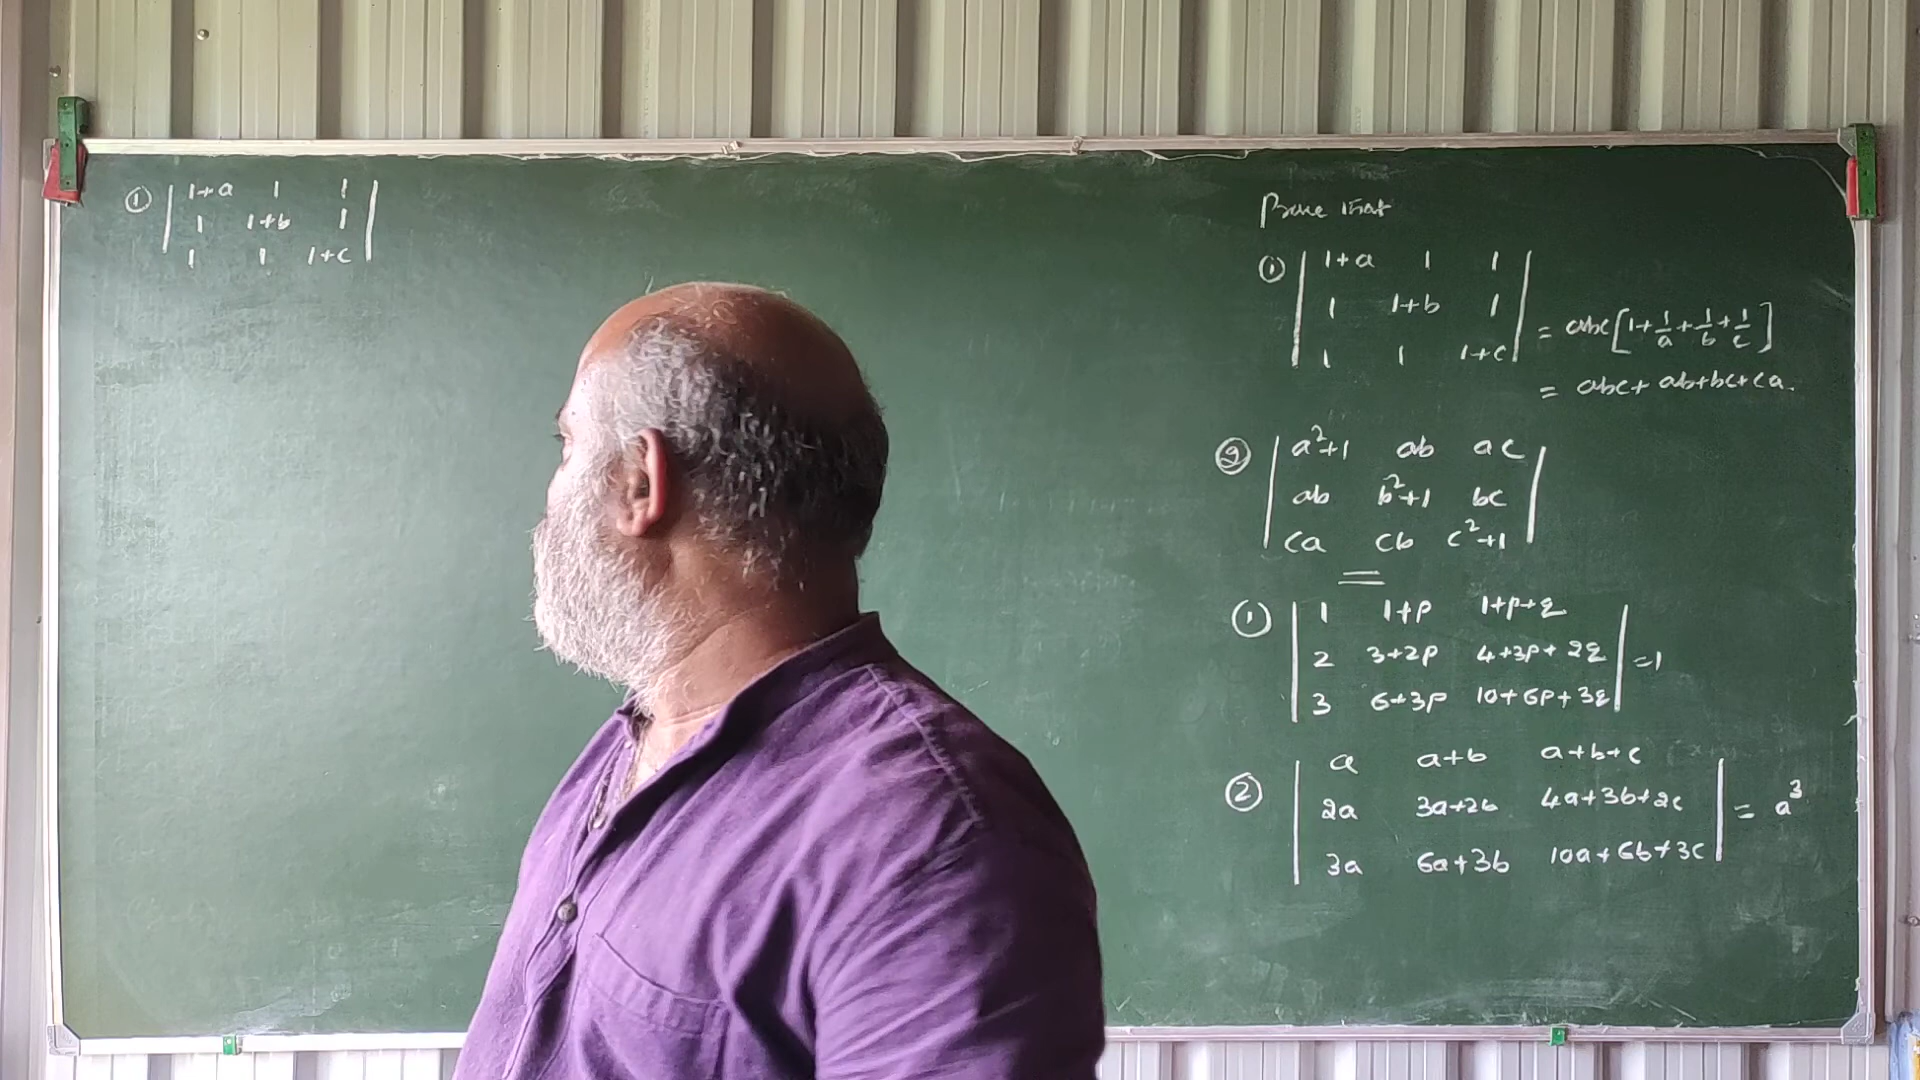 ① | 1+a 1 1 |
| 1 1+b 1 |
| 1 1 1+c |
Prove that
① | 1+a 1 1 |
| 1 1+b 1 |
| 1 1 1+c | = abc[1+1/a+1/b+1/c]
= abc+ab+bc+ca.
② | a²+1 ab ac |
| ab b²+1 bc |
| ca cb c²+1 |
① | 1 1+p 1+p+q |
| 2 3+2p 4+3p+2q | =1
| 3 6+3p 10+6p+3q |
② | a a+b a+b+c |
| 2a 3a+2b 4a+3b+2c | = a³
| 3a 6a+3b 10a+6b+3c |